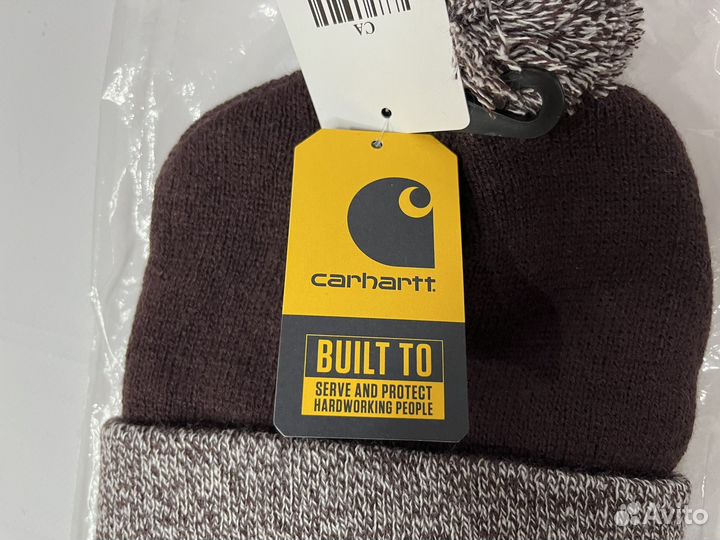 CA
carhartt
BUILT TO
SERVE AND PROTECT
HARDWORKING PEOPLE
Avito